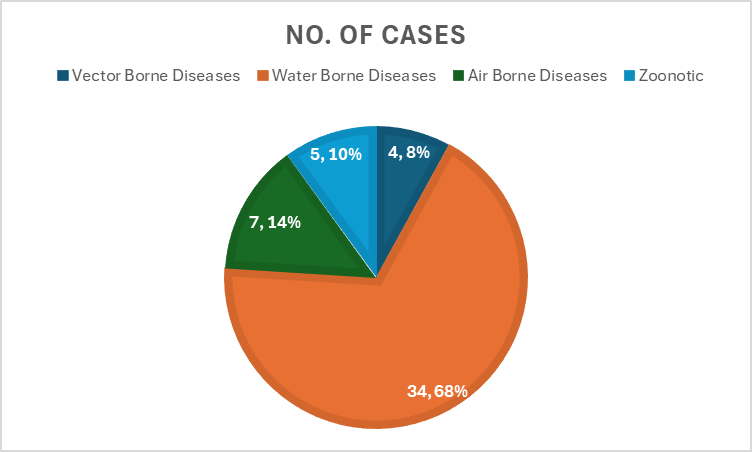 NO. OF CASES
Vector Borne Diseases Water Borne Diseases Air Borne Diseases Zoonotic
5, 10% 4, 8%
7, 14%
34, 68%